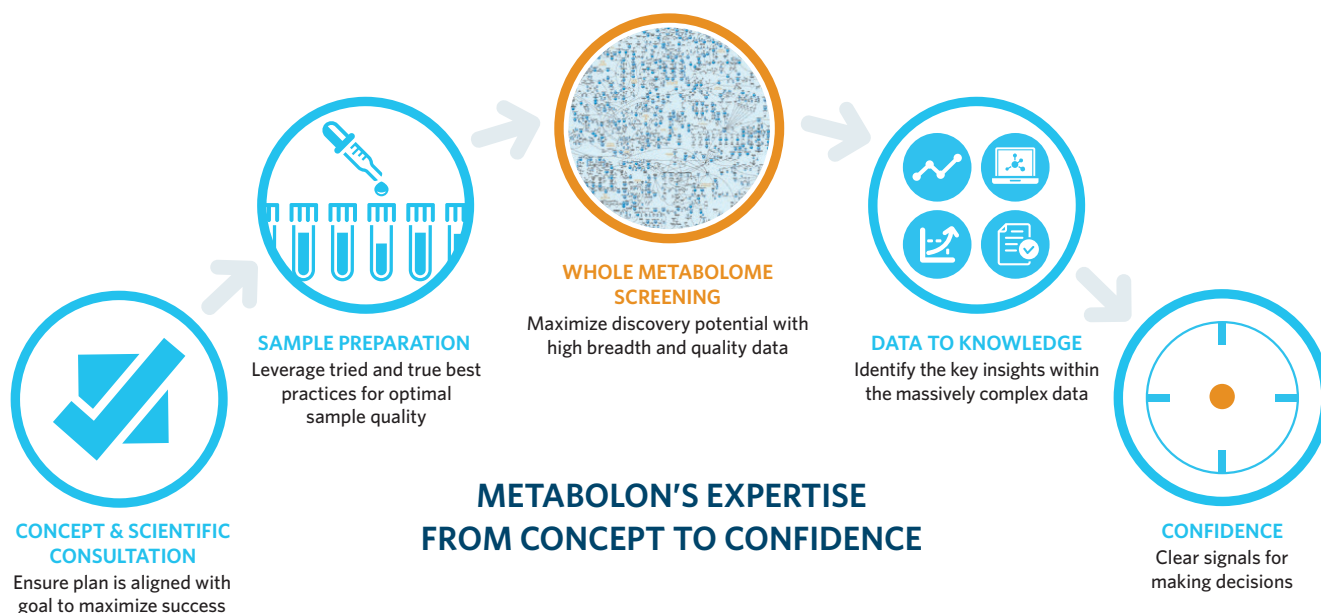 CONCEPT & SCIENTIFIC
CONSULTATION
Ensure plan is aligned with
goal to maximize success
SAMPLE PREPARATION
Leverage tried and true best
practices for optimal
sample quality
WHOLE METABOLOME
SCREENING
Maximize discovery potential with
high breadth and quality data
DATA TO KNOWLEDGE
Identify the key insights within
the massively complex data
CONFIDENCE
Clear signals for
making decisions
METABOLON’S EXPERTISE
FROM CONCEPT TO CONFIDENCE